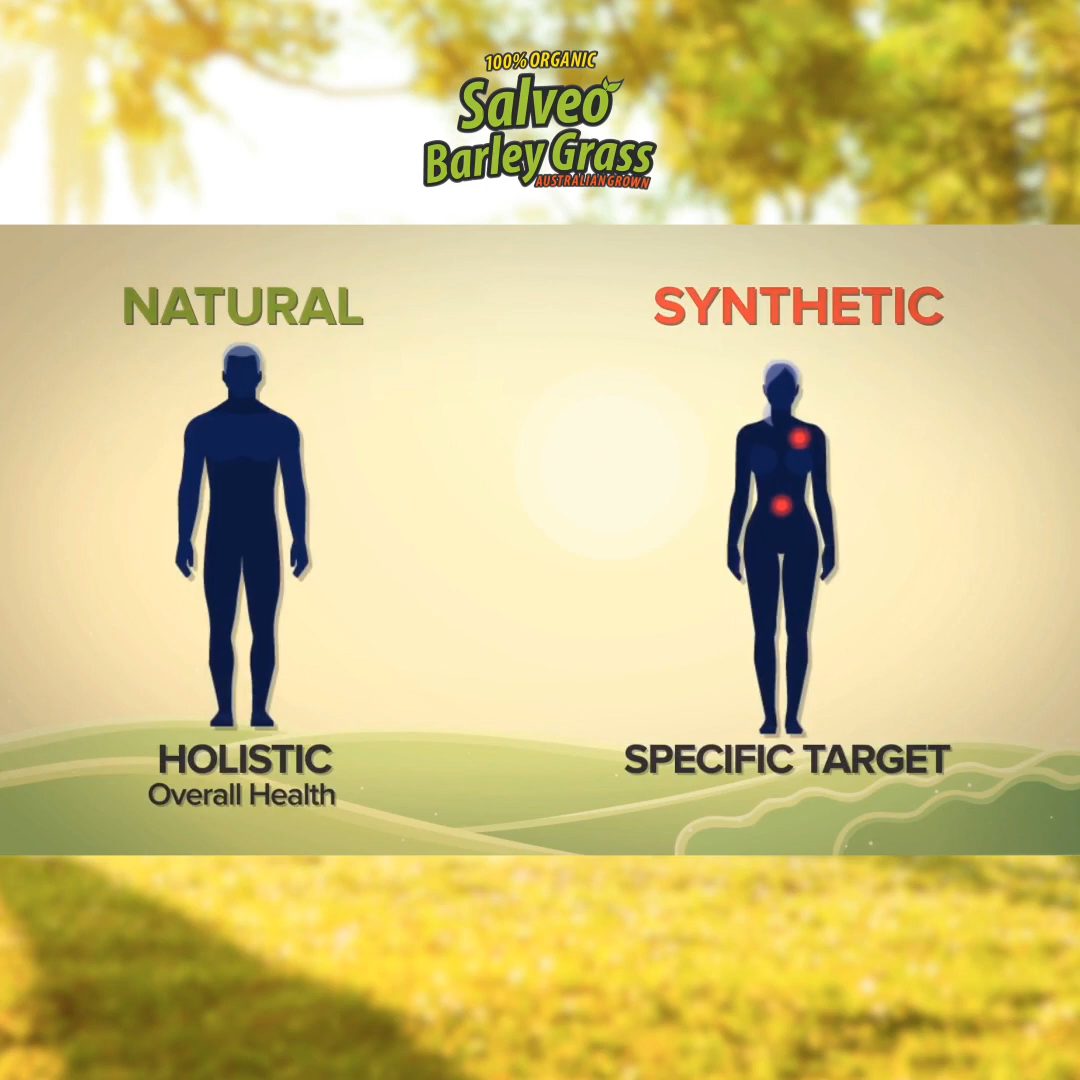 100% ORGANIC
Salveo
Barley Grass
AUSTRALIAN GROWN
NATURAL
SYNTHETIC
HOLISTIC
Overall Health
SPECIFIC TARGET